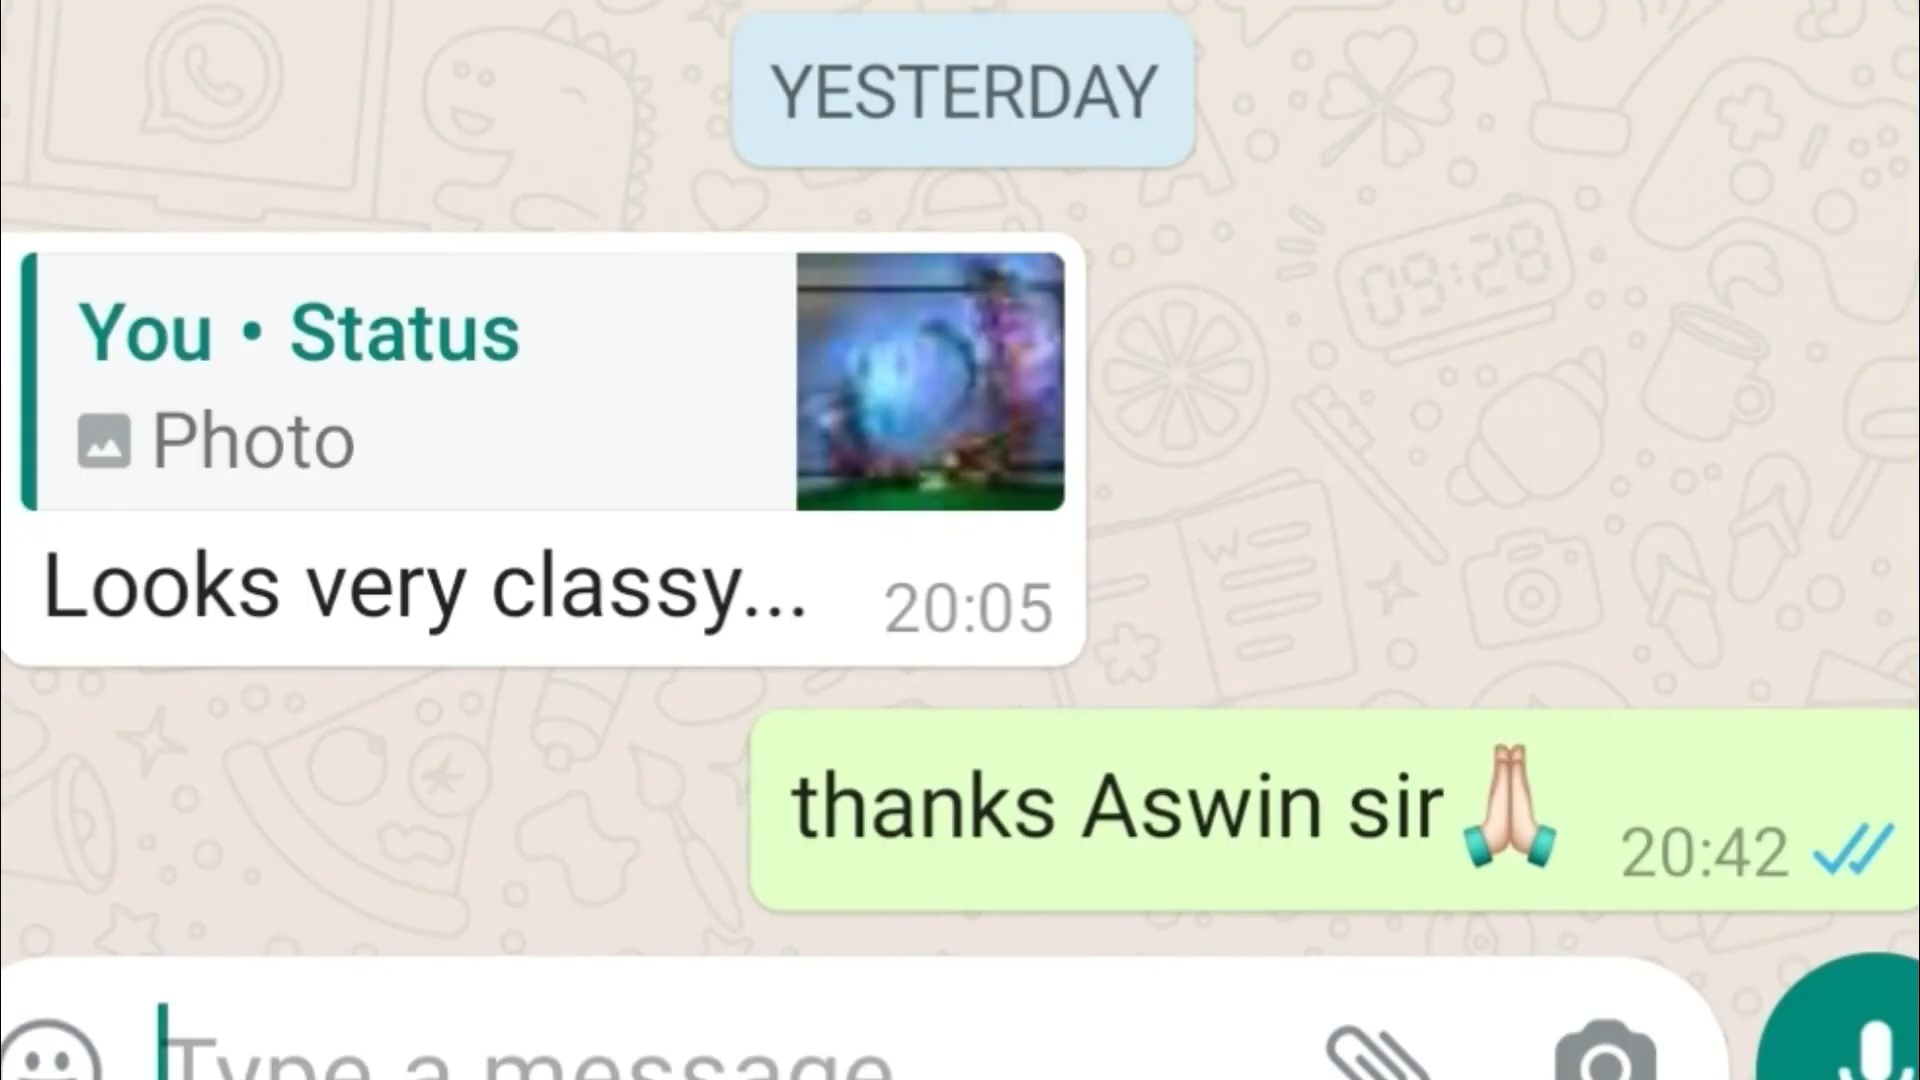 YESTERDAY
You • Status
Photo
Looks very classy... 20:05
thanks Aswin sir🙏 20:42
Type a message